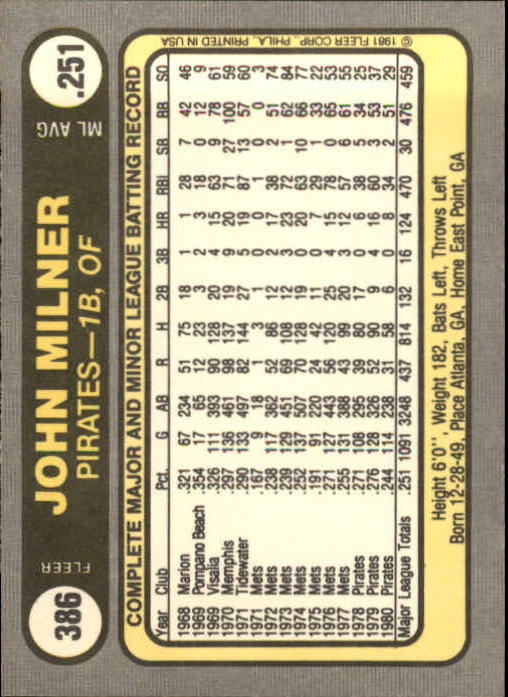 386
FLEER
JOHN MILNER
PIRATES—1B, OF
ML AVG
.251
COMPLETE MAJOR AND MINOR LEAGUE BATTING RECORD
Year Club Pct. G AB R H 2B 3B HR RBI SB BB SO
1968 Marion .321 67 234 51 75 18 1 1 28 7 42 46
1969 Pompano Beach .354 17 65 12 23 3 2 3 18 0 12 9
1969 Visalia .326 111 393 90 128 20 4 15 63 9 78 61
1970 Memphis .297 136 461 98 137 19 9 20 71 27 100 59
1971 Tidewater .290 133 497 82 144 27 5 19 87 13 57 60
1971 Mets .167 9 18 1 3 1 0 0 1 0 0 3
1972 Mets .238 117 362 52 86 12 2 17 38 2 51 74
1973 Mets .239 129 451 69 108 12 3 23 72 1 62 84
1974 Mets .252 137 507 70 128 19 0 20 63 10 66 77
1975 Mets .191 91 220 24 42 11 0 7 29 1 33 22
1976 Mets .271 127 443 56 120 25 4 15 78 0 65 53
1977 Mets .255 131 388 43 99 20 3 12 57 6 61 55
1978 Pirates .271 108 295 39 80 17 0 6 38 5 34 25
1979 Pirates .276 128 326 52 90 9 4 16 60 3 53 37
1980 Pirates .244 114 238 31 58 6 0 8 34 2 51 29
Major League Totals .251 1091 3248 437 814 132 16 124 470 30 476 459
Height 6'0'', Weight 182, Bats Left, Throws Left
Born 12-28-49, Place Atlanta, GA, Home East Point, GA
© 1981 FLEER CORP., PHILA., PRINTED IN USA